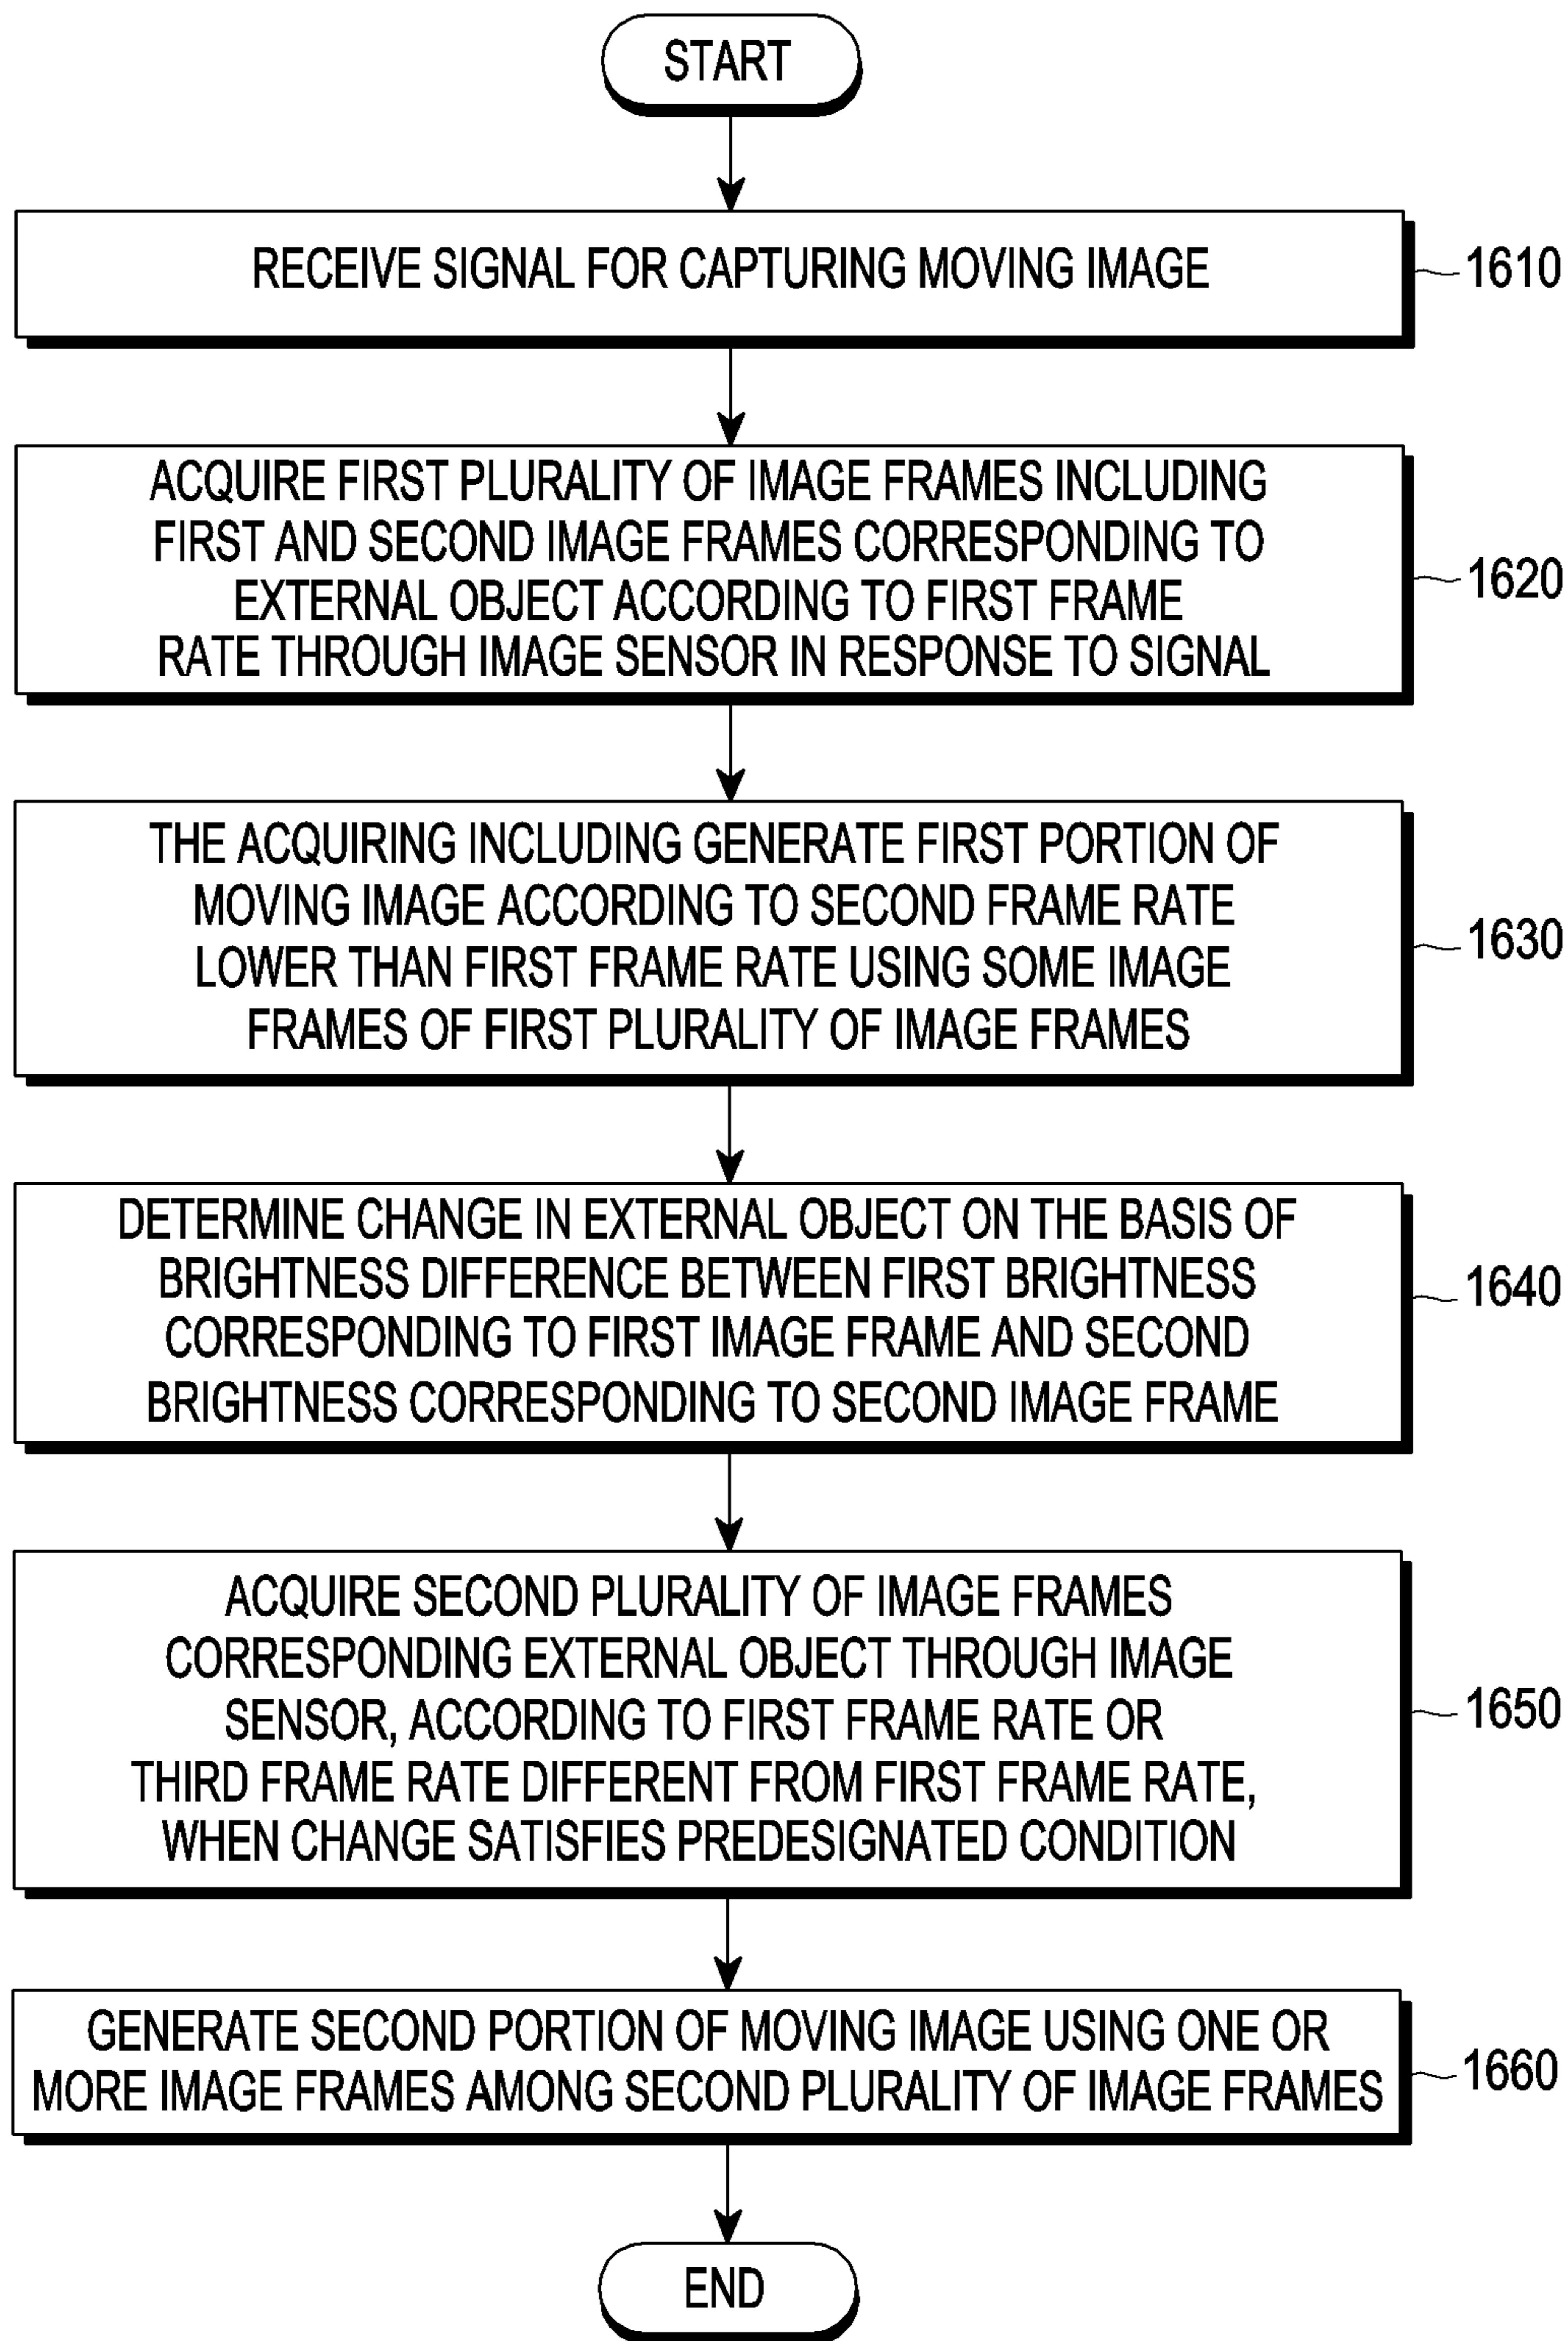 START
RECEIVE SIGNAL FOR CAPTURING MOVING IMAGE
1610
ACQUIRE FIRST PLURALITY OF IMAGE FRAMES INCLUDING
FIRST AND SECOND IMAGE FRAMES CORRESPONDING TO
EXTERNAL OBJECT ACCORDING TO FIRST FRAME
RATE THROUGH IMAGE SENSOR IN RESPONSE TO SIGNAL
1620
THE ACQUIRING INCLUDING GENERATE FIRST PORTION OF
MOVING IMAGE ACCORDING TO SECOND FRAME RATE
LOWER THAN FIRST FRAME RATE USING SOME IMAGE
FRAMES OF FIRST PLURALITY OF IMAGE FRAMES
1630
DETERMINE CHANGE IN EXTERNAL OBJECT ON THE BASIS OF
BRIGHTNESS DIFFERENCE BETWEEN FIRST BRIGHTNESS
CORRESPONDING TO FIRST IMAGE FRAME AND SECOND
BRIGHTNESS CORRESPONDING TO SECOND IMAGE FRAME
1640
ACQUIRE SECOND PLURALITY OF IMAGE FRAMES
CORRESPONDING EXTERNAL OBJECT THROUGH IMAGE
SENSOR, ACCORDING TO FIRST FRAME RATE OR
THIRD FRAME RATE DIFFERENT FROM FIRST FRAME RATE,
WHEN CHANGE SATISFIES PREDESIGNATED CONDITION
1650
GENERATE SECOND PORTION OF MOVING IMAGE USING ONE OR
MORE IMAGE FRAMES AMONG SECOND PLURALITY OF IMAGE FRAMES
1660
END